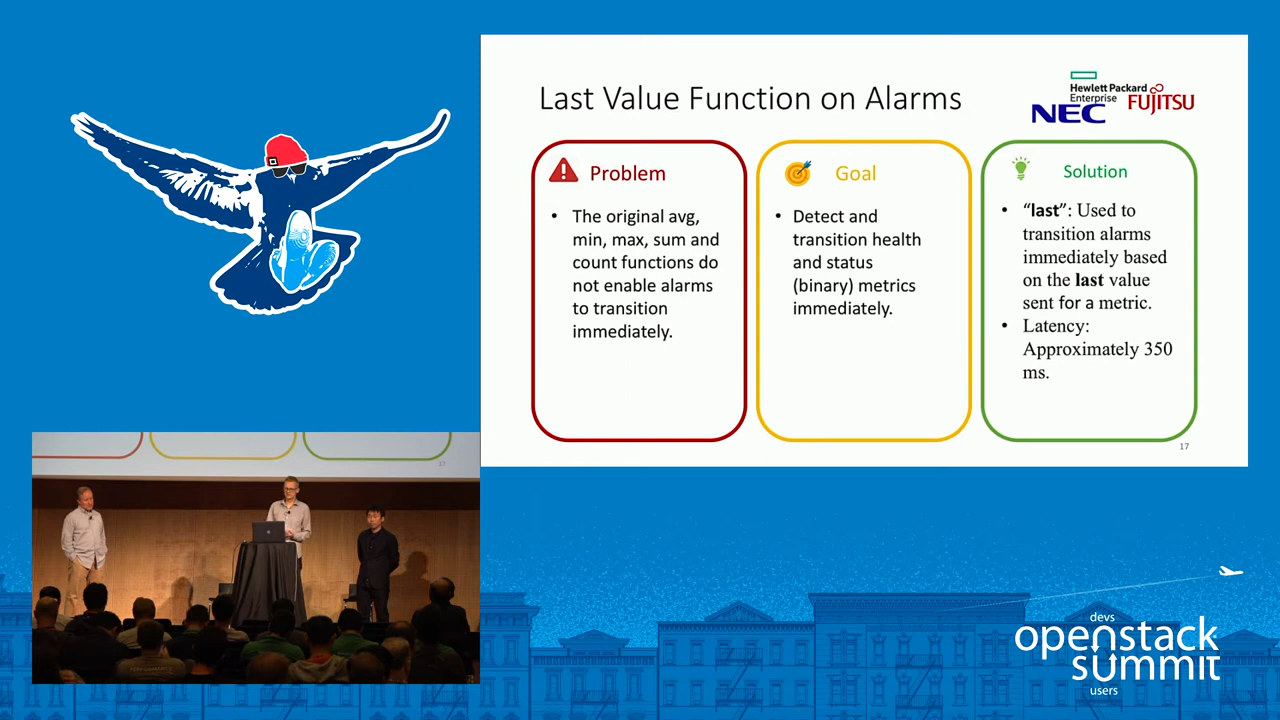 Last Value Function on Alarms
Hewlett Packard
Enterprise
NEC
FUJITSU
Problem
• The original avg,
min, max, sum and
count functions do
not enable alarms
to transition
immediately.
Goal
• Detect and
transition health
and status
(binary) metrics
immediately.
Solution
• “last”: Used to
transition alarms
immediately based
on the last value
sent for a metric.
• Latency:
Approximately 350
ms.
17
37
devs
openstack
summit
users